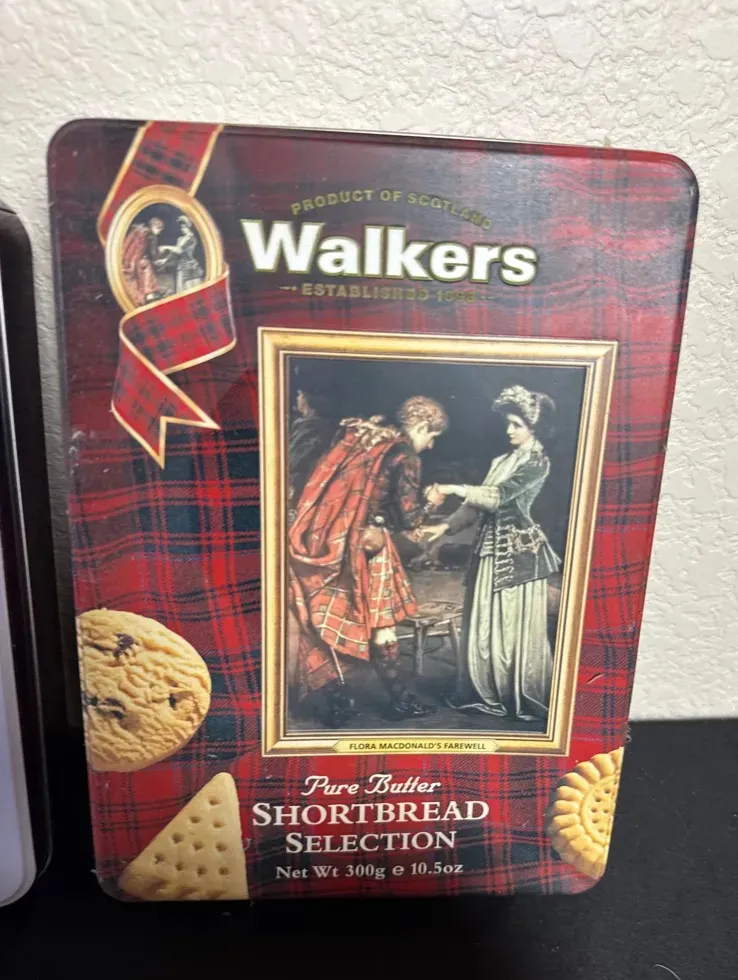 PRODUCT OF SCOTLAND
Walkers
ESTABLISHED 1898
FLORA MACDONALD'S FAREWELL
Pure Butter
SHORTBREAD
SELECTION
Net Wt 300g e 10.5oz